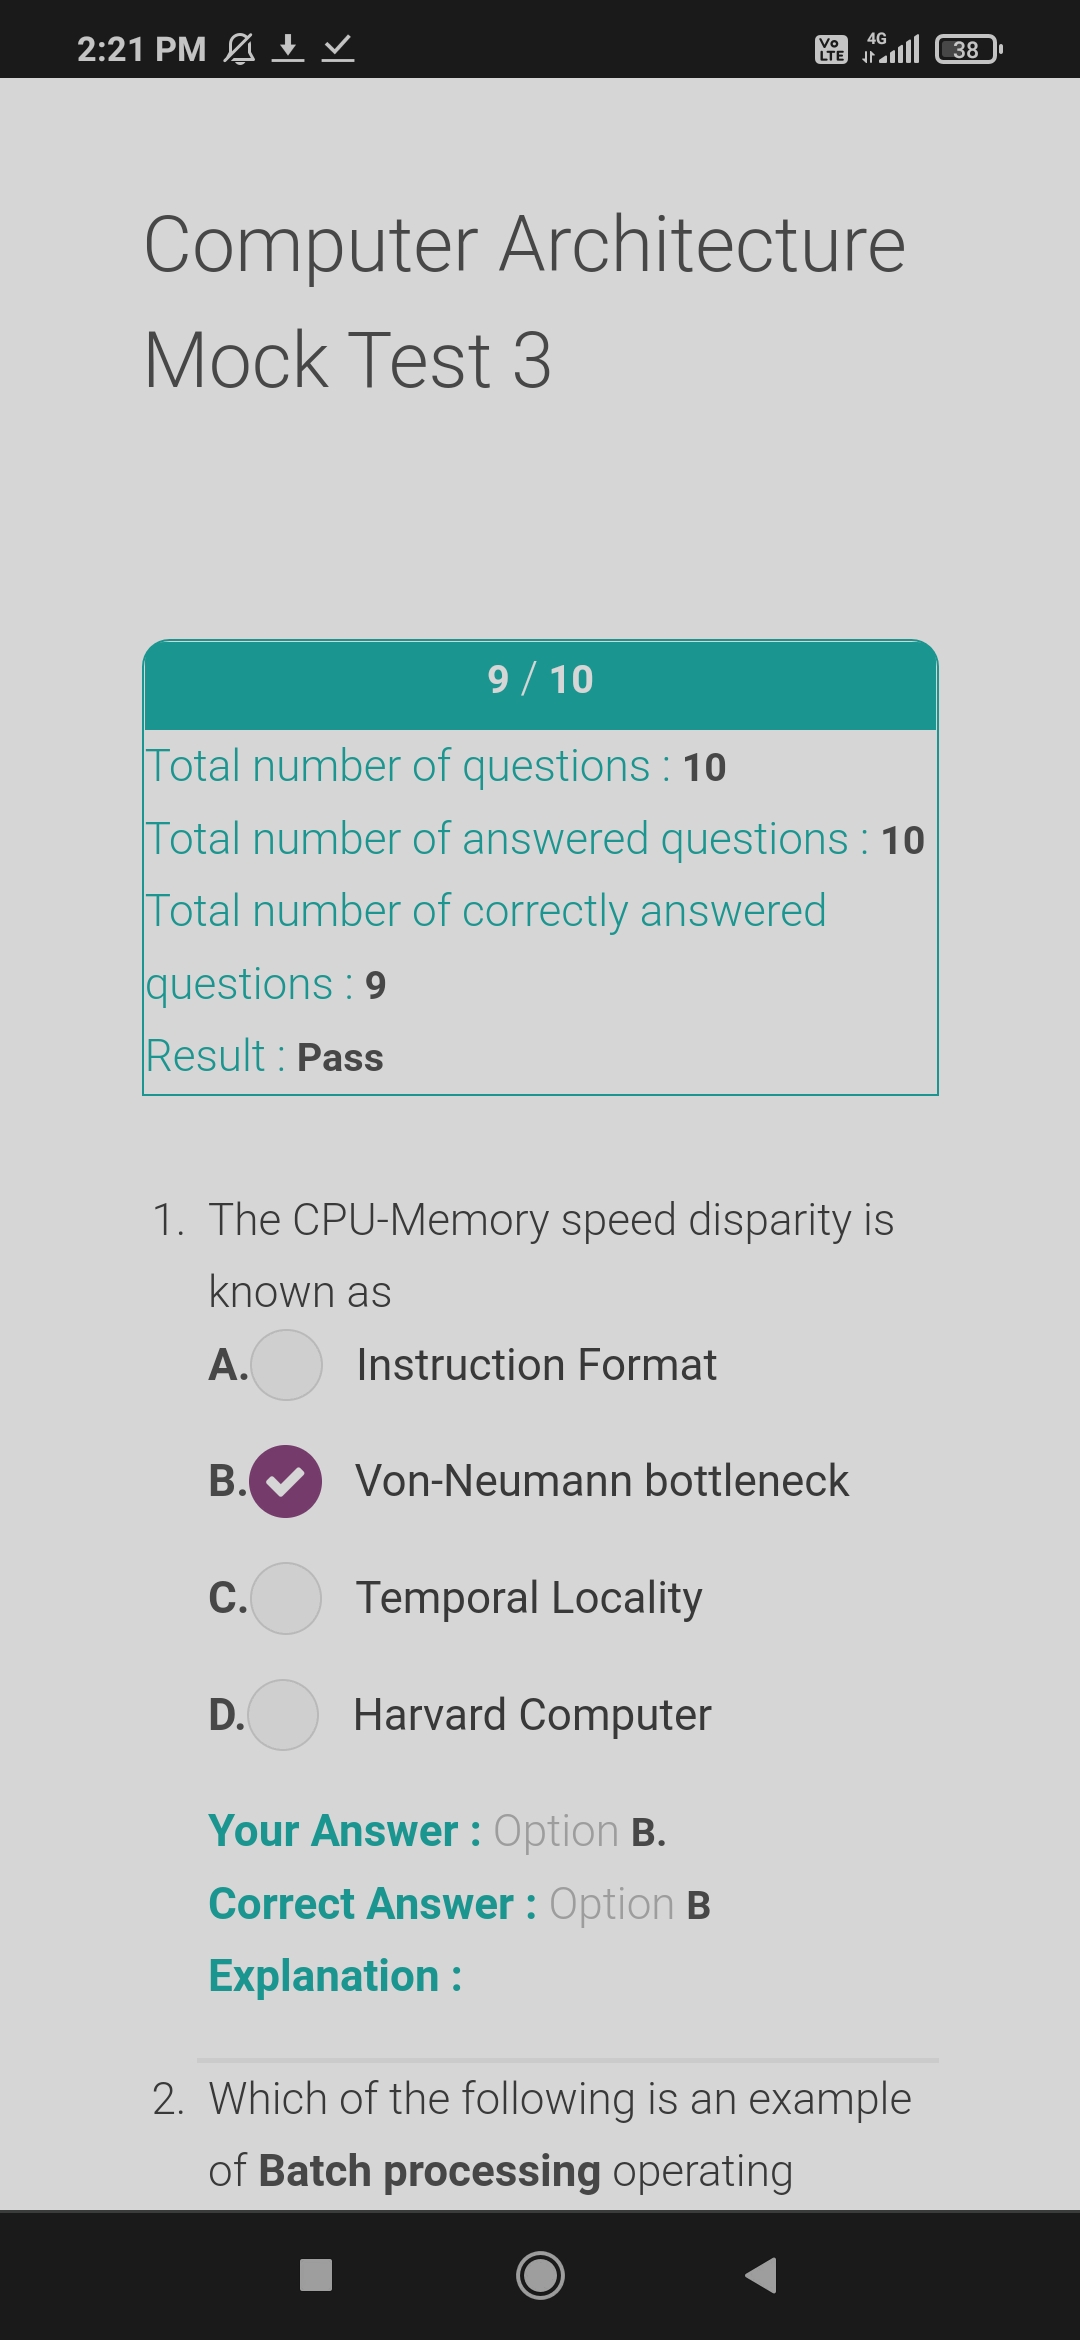 2:21 PM
Vo LTE 4G 38
Computer Architecture
Mock Test 3
9 / 10
Total number of questions : 10
Total number of answered questions : 10
Total number of correctly answered
questions : 9
Result : Pass
1. The CPU-Memory speed disparity is
known as
A. Instruction Format
B. Von-Neumann bottleneck
C. Temporal Locality
D. Harvard Computer
Your Answer : Option B.
Correct Answer : Option B
Explanation :
2. Which of the following is an example
of Batch processing operating